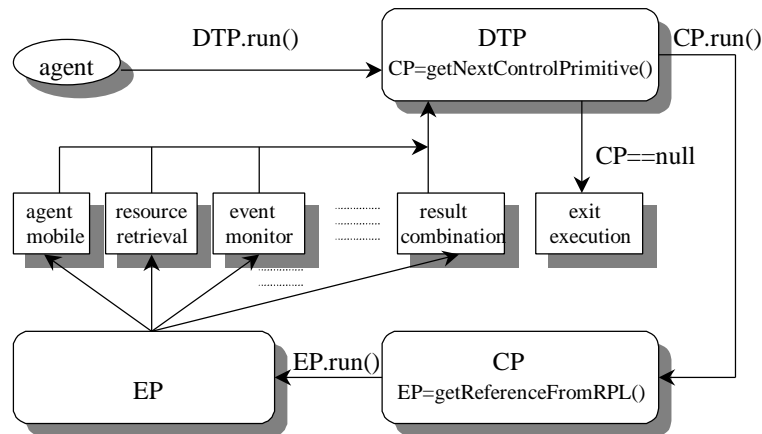 DTP.run()
agent
DTP
CP=getNextControlPrimitive()
CP.run()
CP==null
agent
mobile
resource
retrieval
event
monitor
result
combination
exit
execution
EP
EP.run()
CP
EP=getReferenceFromRPL()